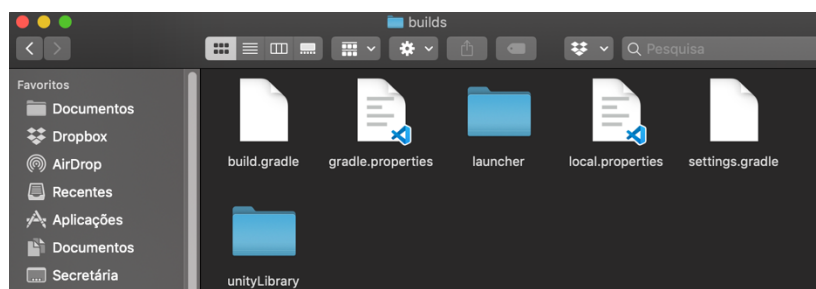 builds
Pesquisa
Favoritos
Documentos
Dropbox
AirDrop
Recentes
Aplicações
Documentos
Secretária
build.gradle
gradle.properties
launcher
local.properties
settings.gradle
unityLibrary